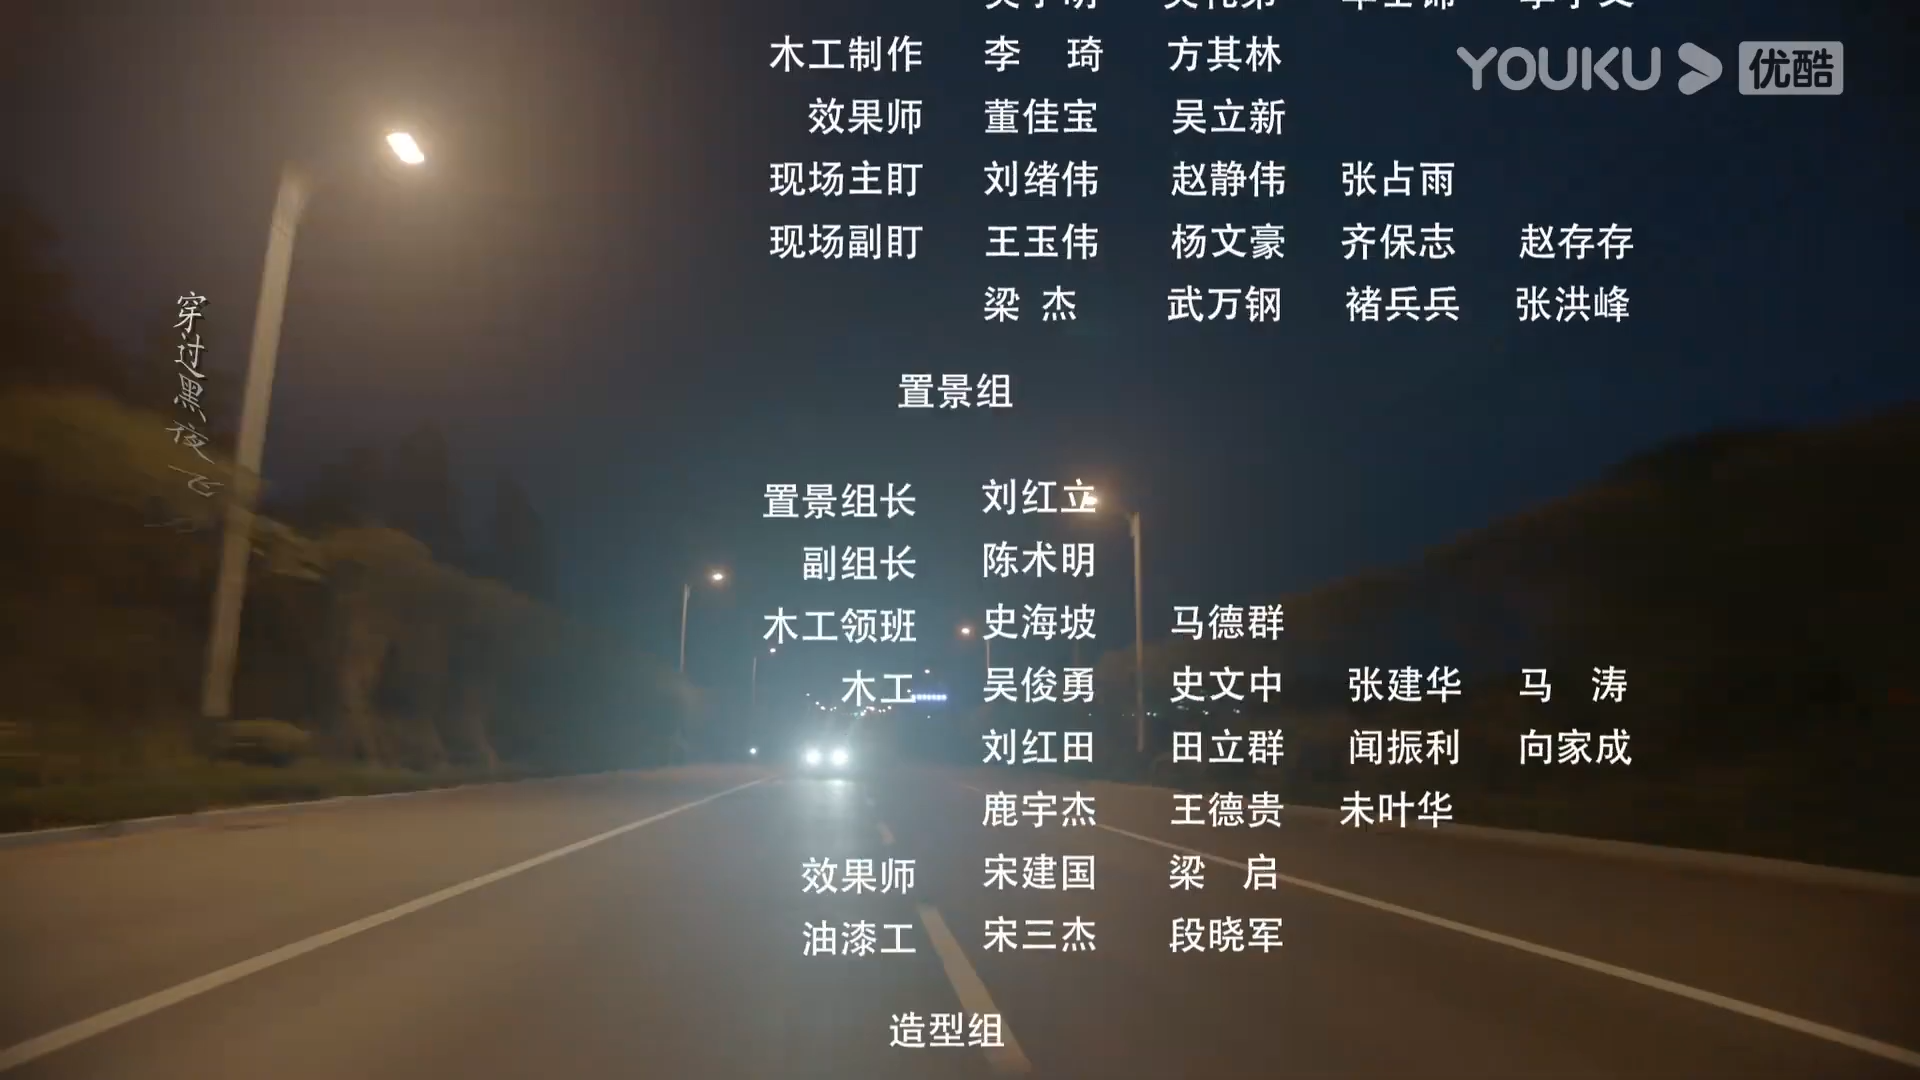 YOUKU 优酷
木工制作 李 琦 方其林
效果师 董佳宝 吴立新
现场主盯 刘绪伟 赵静伟 张占雨
现场副盯 王玉伟 杨文豪 齐保志 赵存存
梁 杰 武万钢 褚兵兵 张洪峰
穿过黑夜飞
置景组
置景组长 刘红立
副组长 陈术明
木工领班 史海坡 马德群
木工 吴俊勇 史文中 张建华 马 涛
刘红田 田立群 闻振利 向家成
鹿宇杰 王德贵 未叶华
效果师 宋建国 梁 启
油漆工 宋三杰 段晓军
造型组